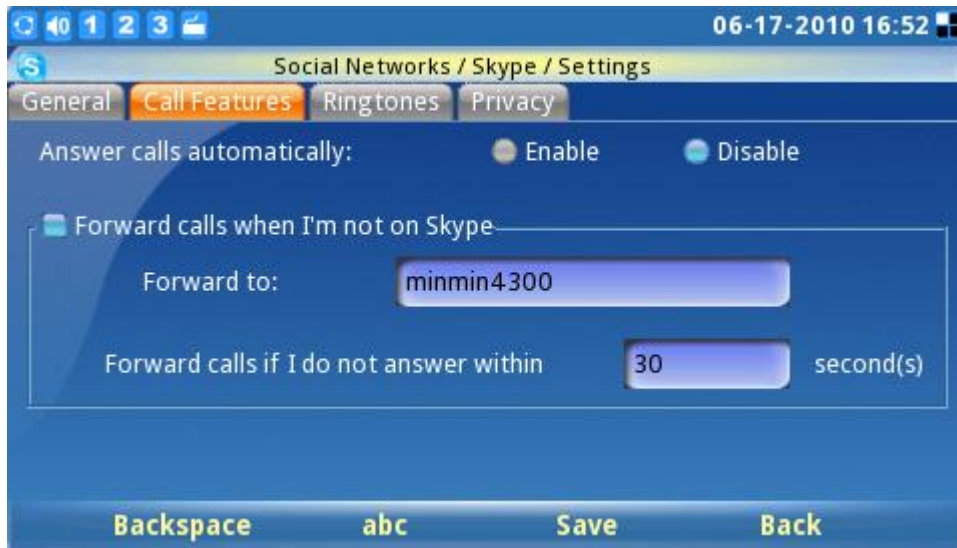 1 2 3 06-17-2010 16:52
S Social Networks / Skype / Settings
General Call Features Ringtones Privacy
Answer calls automatically: Enable Disable
Forward calls when I'm not on Skype
Forward to: minmin4300
Forward calls if I do not answer within 30 second(s)
Backspace abc Save Back